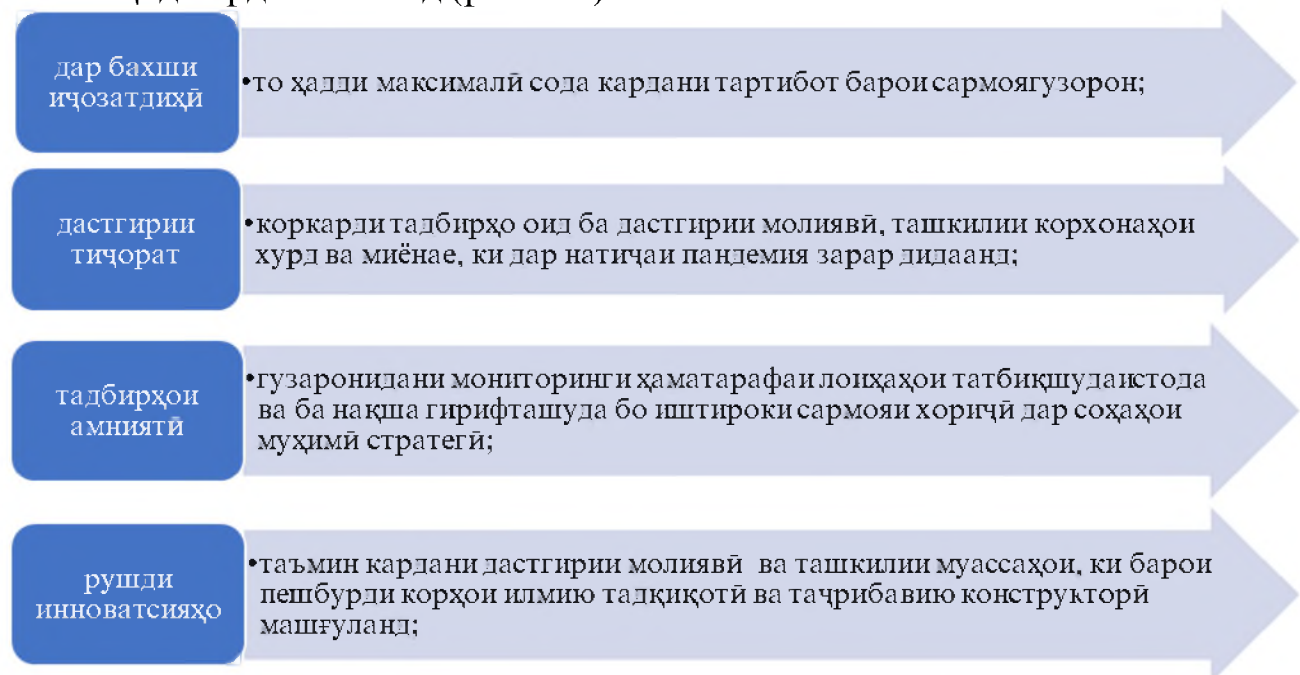 дар бахши
иҷозатдиҳӣ
•то ҳадди максималӣ сода кардани тартибот барои сармоягузорон;
дастгирии
тиҷорат
•коркарди тадбирҳо оид ба дастгирии молиявӣ, ташкилии корхонаҳои
хурд ва миёнае, ки дар натиҷаи пандемия зарар дидаанд;
тадбирҳои
амниятӣ
•гузаронидани мониторинги ҳаматарафаи лоиҳаҳои татбиқшудаистода
ва ба нақша гирифташуда бо иштироки сармояи хориҷӣ дар соҳаҳои
муҳимӣ стратегӣ;
рушди
инноватсияҳо
•таъмин кардани дастгирии молиявӣ ва ташкилии муассаҳои, ки барои
пешбурди корҳои илмию тадқиқотӣ ва таҷрибавию конструкторӣ
машғуланд;